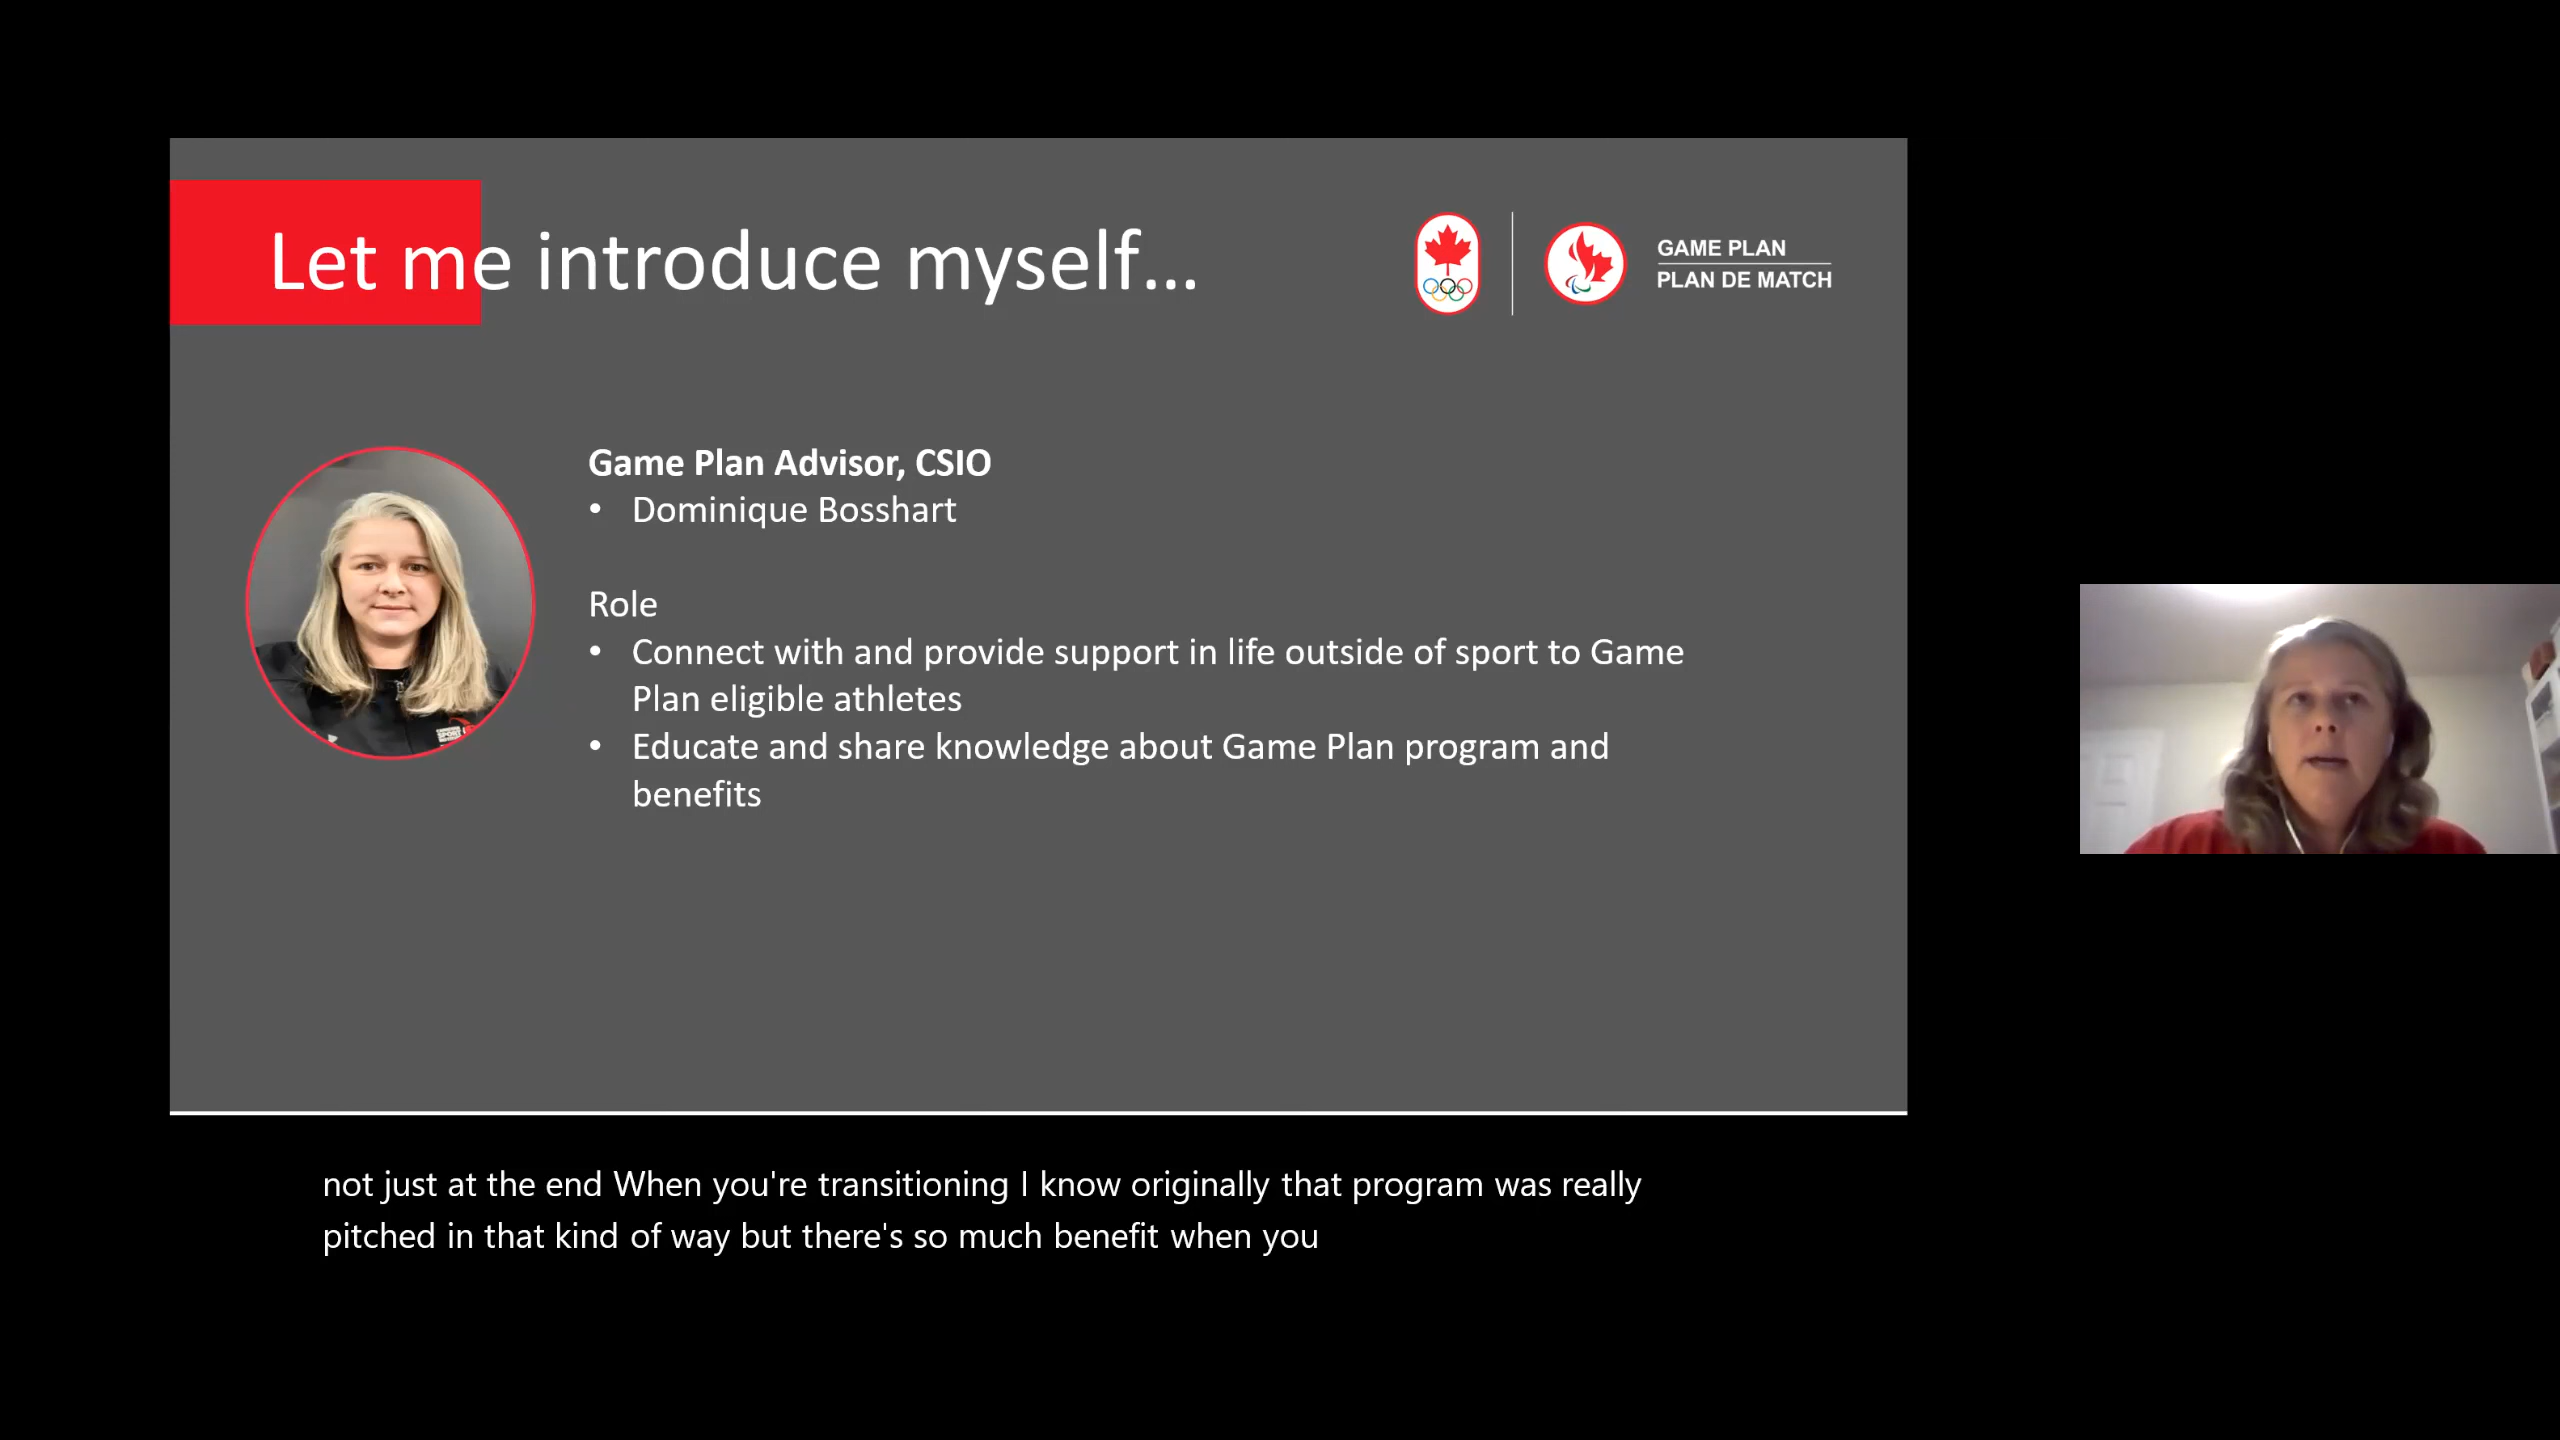 Let me introduce myself...
GAME PLAN
PLAN DE MATCH
Game Plan Advisor, CSIO
• Dominique Bosshart
Role
• Connect with and provide support in life outside of sport to Game
Plan eligible athletes
• Educate and share knowledge about Game Plan program and
benefits
not just at the end When you're transitioning I know originally that program was really
pitched in that kind of way but there's so much benefit when you